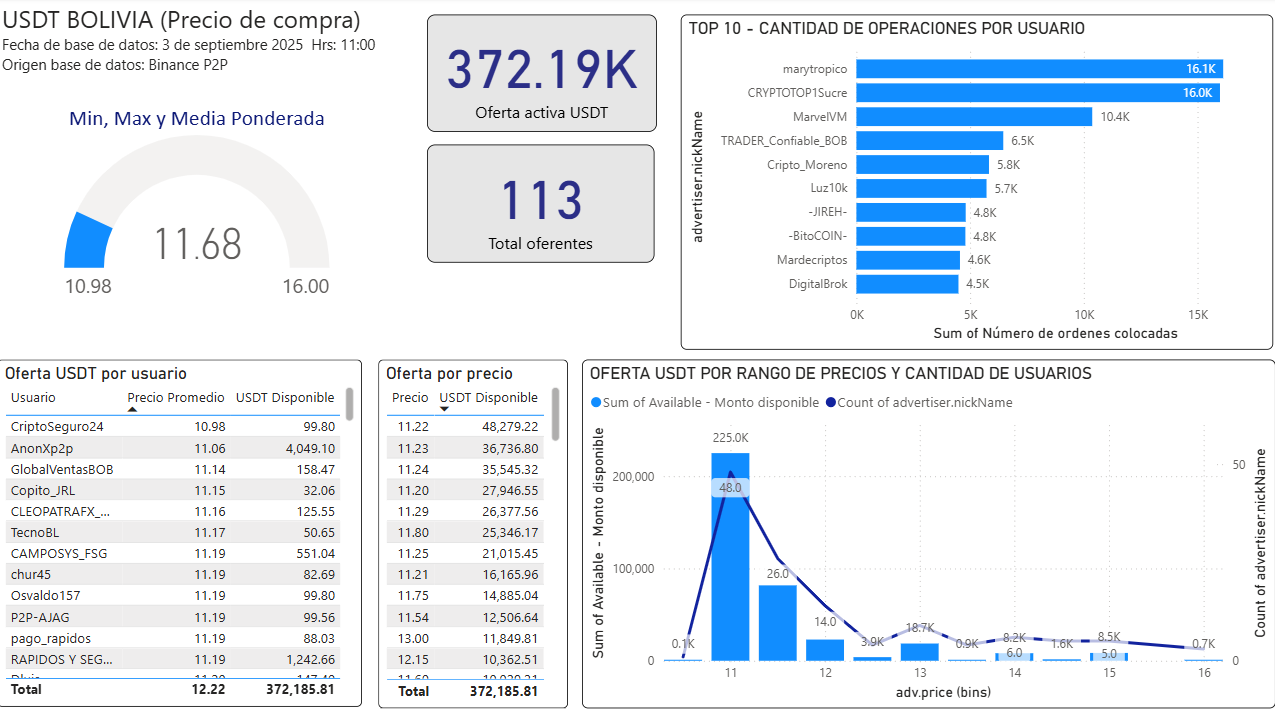 USDT BOLIVIA (Precio de compra)
Fecha de base de datos: 3 de septiembre 2025 Hrs: 11:00
Origen base de datos: Binance P2P
Min, Max y Media Ponderada
11.68
10.98
16.00
372.19K
Oferta activa USDT
113
Total oferentes
TOP 10 - CANTIDAD DE OPERACIONES POR USUARIO
advertiser.nickName
marytropico 16.1K
CRYPTOTOP1Sucre 16.0K
MarvelVM 10.4K
TRADER_Confiable_BOB 6.5K
Cripto_Moreno 5.8K
Luz10k 5.7K
-JIREH- 4.8K
-BitoCOIN- 4.8K
Mardecriptos 4.6K
DigitalBrok 4.5K
0K 5K 10K 15K
Sum of Número de ordenes colocadas
Oferta USDT por usuario
Usuario Precio Promedio USDT Disponible
CriptoSeguro24 10.98 99.80
AnonXp2p 11.06 4,049.10
GlobalVentasBOB 11.14 158.47
Copito_JRL 11.15 32.06
CLEOPATRAFX_... 11.16 125.55
TecnoBL 11.17 50.65
CAMPOSYS_FSG 11.19 551.04
chur45 11.19 82.69
Osvaldo157 11.19 99.80
P2P-AJAG 11.19 99.56
pago_rapidos 11.19 88.03
RAPIDOS Y SEG... 11.19 1,242.66
Total 12.22 372,185.81
Oferta por precio
Precio USDT Disponible
11.22 48,279.22
11.23 36,736.80
11.24 35,545.32
11.20 27,946.55
11.29 26,377.56
11.80 25,346.17
11.25 21,015.45
11.21 16,165.96
11.75 14,885.04
11.54 12,506.64
13.00 11,849.81
12.15 10,362.51
Total 372,185.81
OFERTA USDT POR RANGO DE PRECIOS Y CANTIDAD DE USUARIOS
Sum of Available - Monto disponible Count of advertiser.nickName
Sum of Available - Monto disponible
200,000
100,000
0
0.1K
225.0K
48.0
26.0
14.0
3.9K
18.7K
0.9K
8.2K
6.0
1.6K
8.5K
5.0
0.7K
50
0
Count of advertiser.nickName
11 12 13 14 15 16
adv.price (bins)